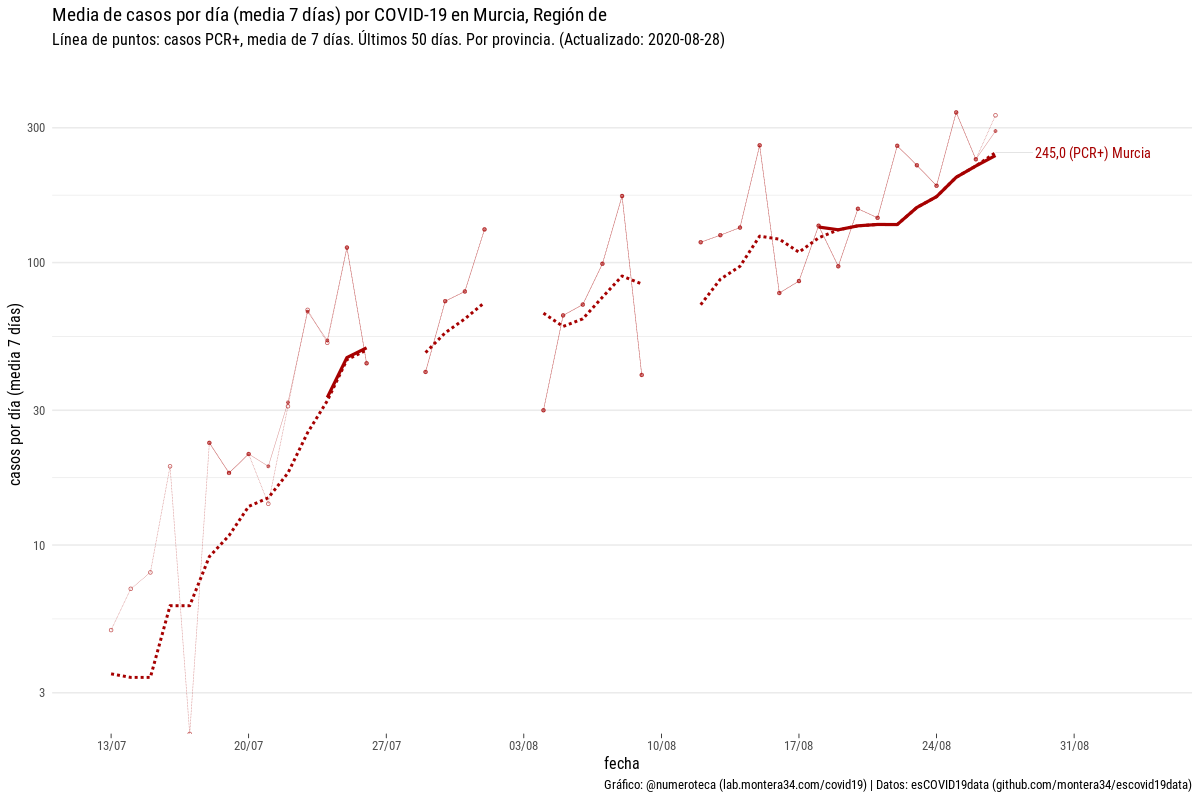 Media de casos por día (media 7 días) por COVID-19 en Murcia, Región de
Línea de puntos: casos PCR+, media de 7 días. Últimos 50 días. Por provincia. (Actualizado: 2020-08-28)
300
245,0 (PCR+) Murcia
100
casos por día (media 7 días)
30
10
3
13/07 20/07 27/07 03/08 10/08 17/08 24/08 31/08
fecha
Gráfico: @numeroteca (lab.montera34.com/covid19) | Datos: esCOVID19data (github.com/montera34/escovid19data)